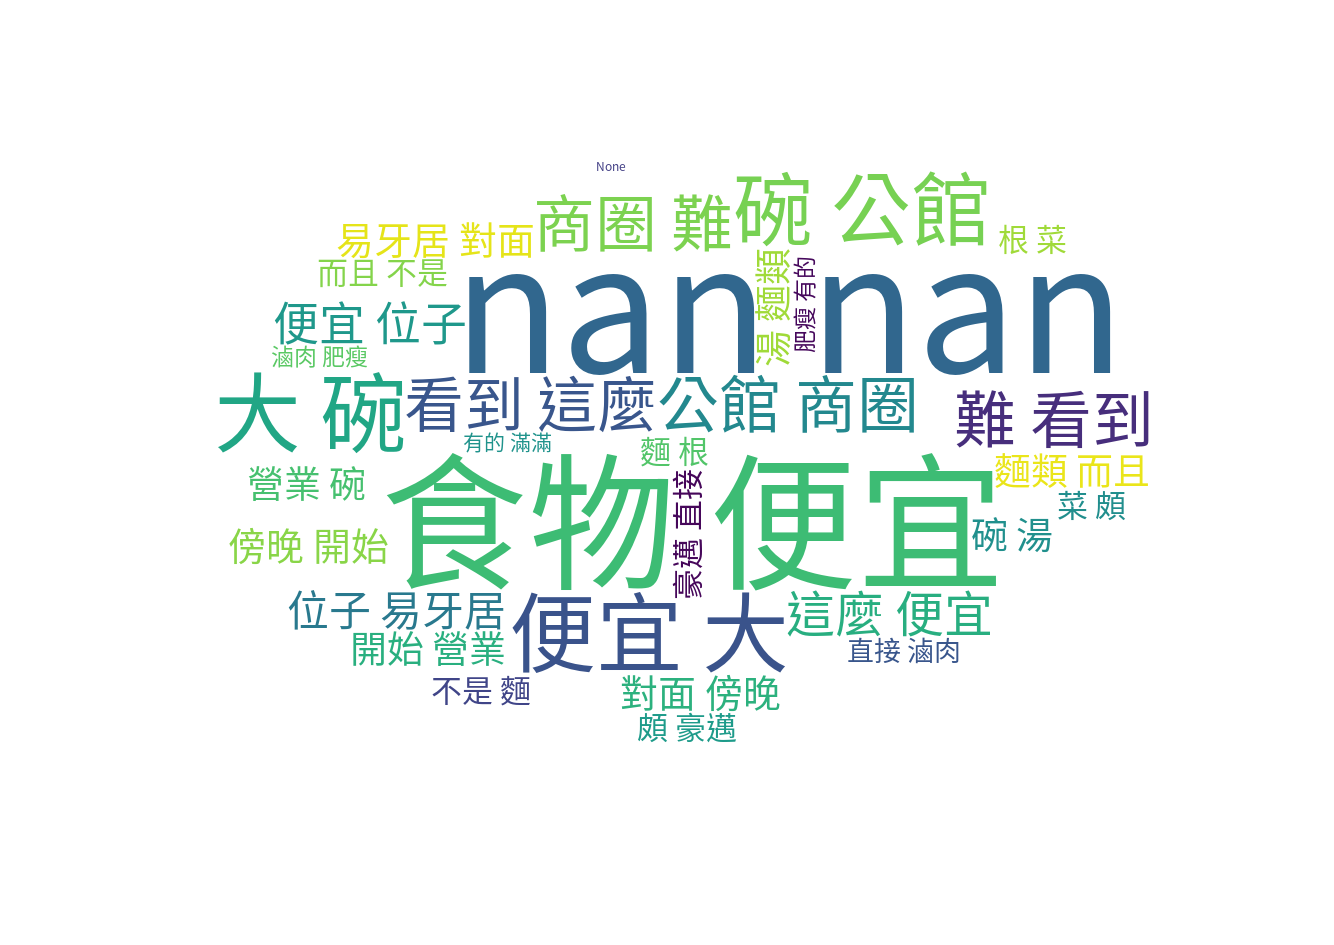 None
商圈 難
碗 公館
易牙居 對面
根 菜
而且 不是
nan nan
湯 麵類
肥瘦 有的
便宜 位子
滷肉 肥瘦
大 碗
看到 這麼
公館 商圈
難 看到
有的 滿滿
麵 根
食物 便宜
麵類 而且
營業 碗
豪邁 直接
菜 頗
碗 湯
傍晚 開始
位子 易牙居
便宜 大
這麼 便宜
開始 營業
直接 滷肉
不是 麵
對面 傍晚
頗 豪邁